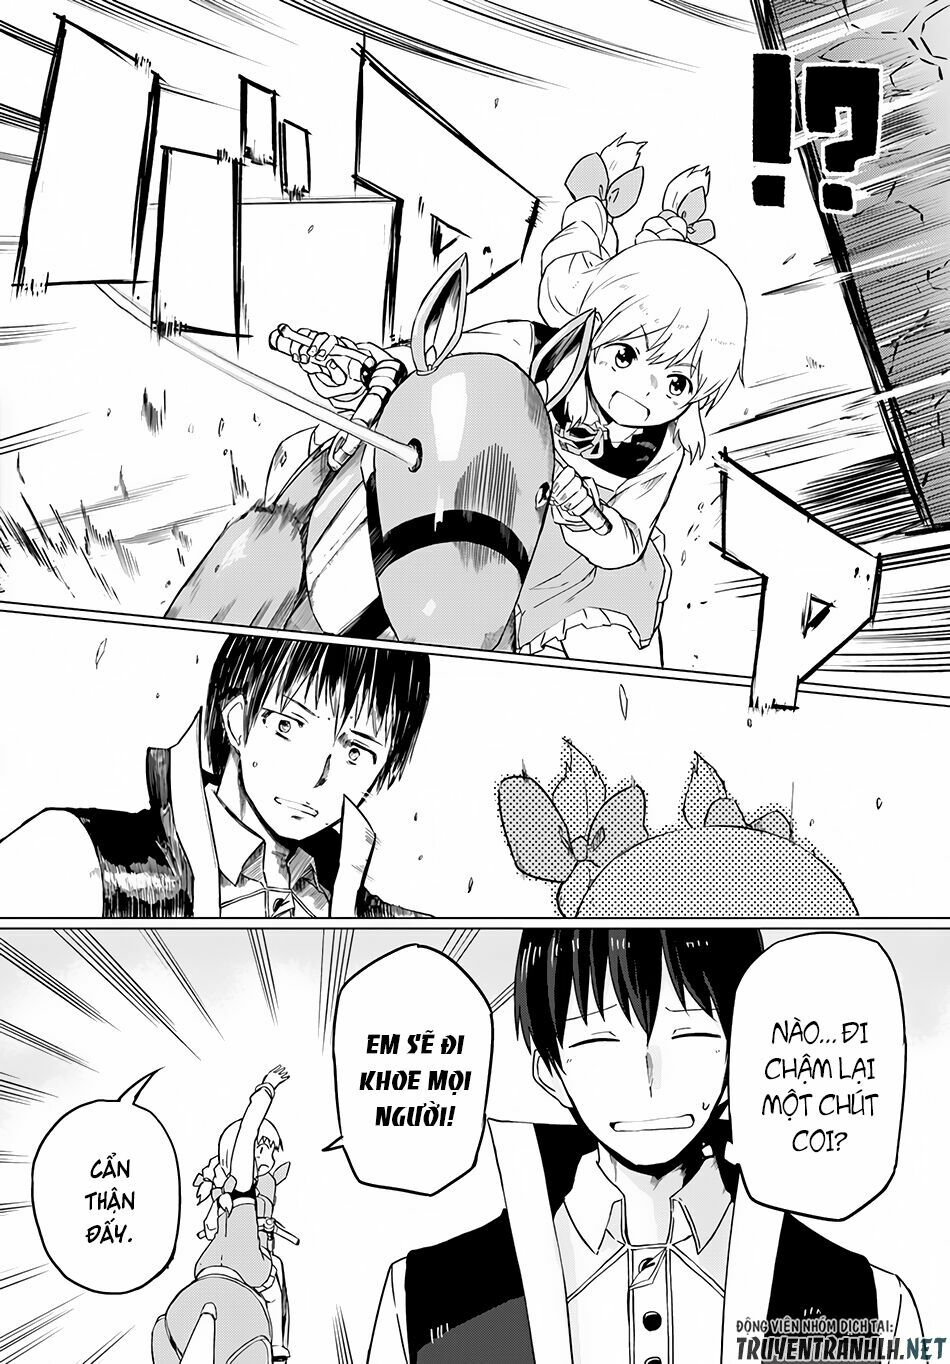 !?
NÀO...ĐI
CHẬM LẠI
MỘT CHÚT
COI?
EM SẼ ĐI
KHOE MỌI
NGƯỜI!
CẨN
THẬN
ĐẤY.
ĐỘNG VIÊN NHÓM DỊCH TẠI:
TRUYENTRANHLH.NET